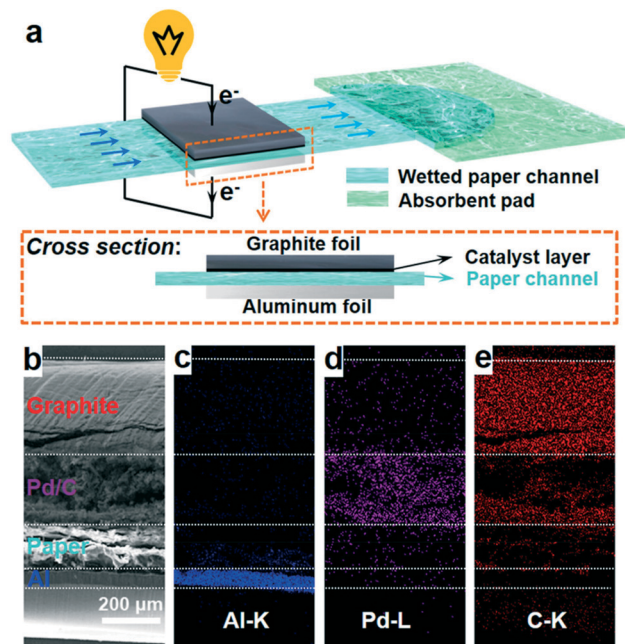 a
e-
e-
Wetted paper channel
Absorbent pad
Cross section:
Graphite foil
Catalyst layer
Paper channel
Aluminum foil
b
c
d
e
Graphite
Pd/C
Paper
Al
200 μm
Al-K
Pd-L
C-K